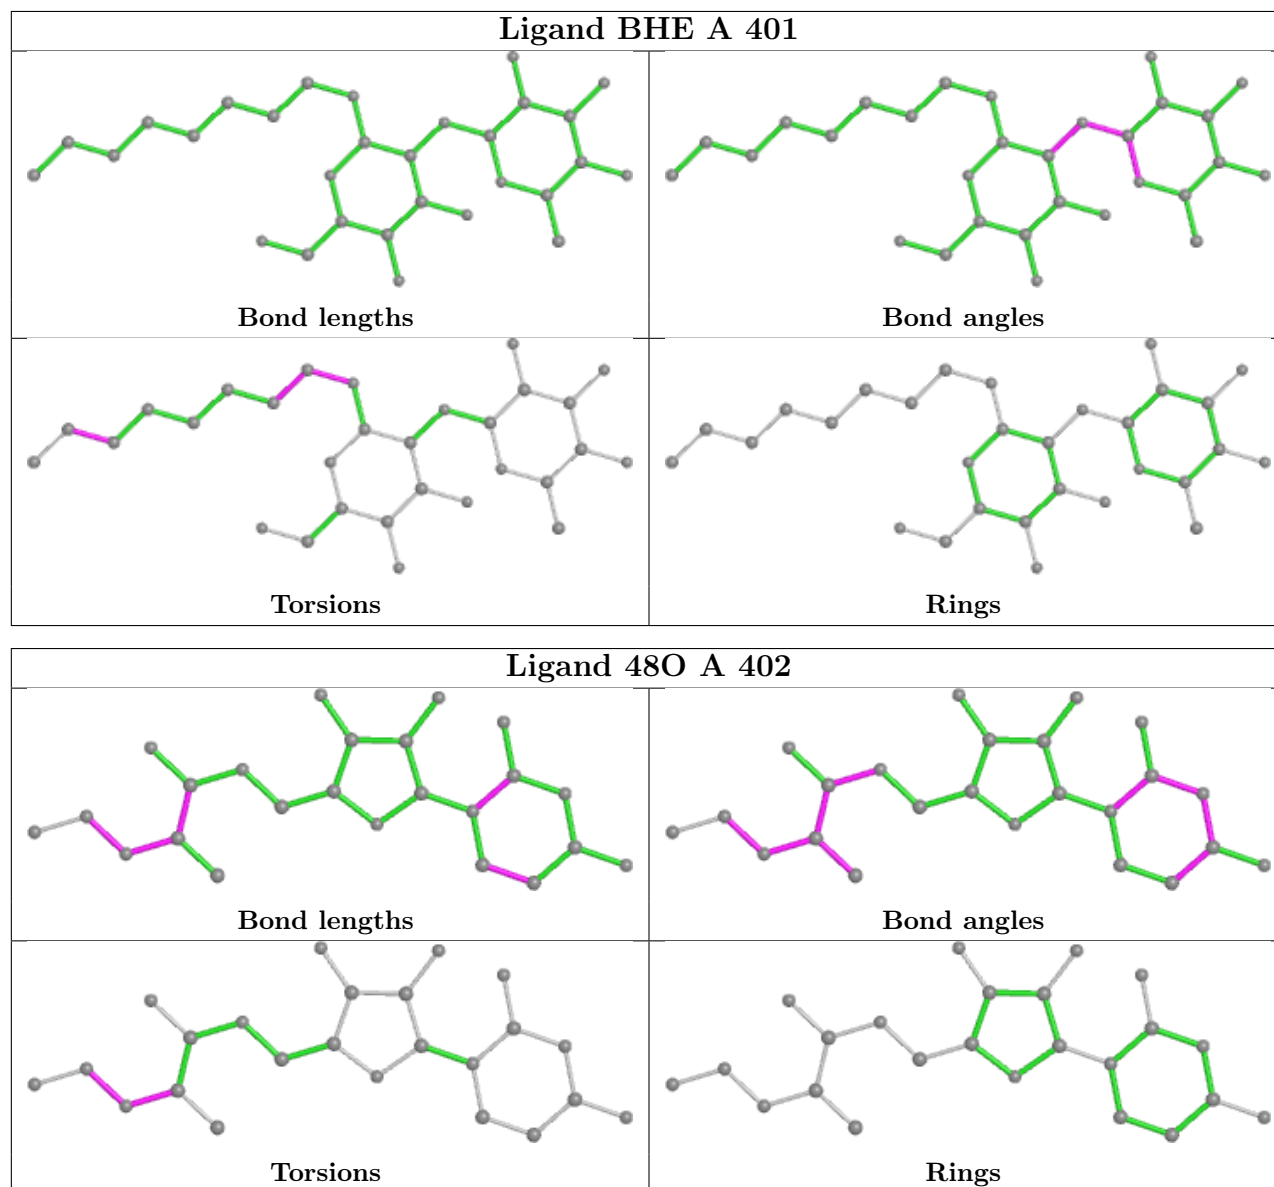 Ligand BHE A 401
Bond lengths
Bond angles
Torsions
Rings
Ligand 48O A 402
Bond lengths
Bond angles
Torsions
Rings